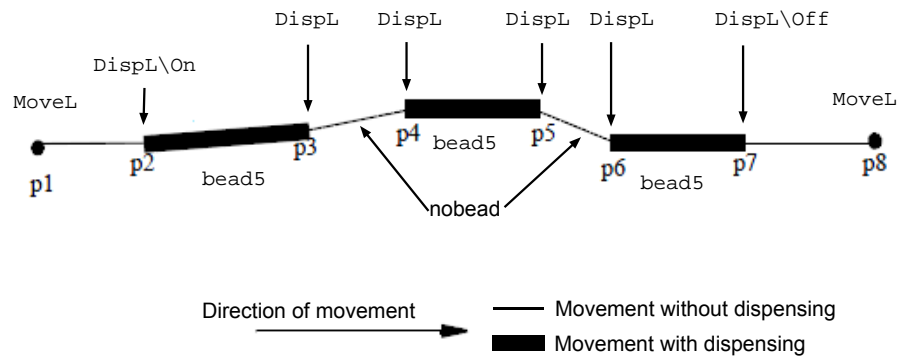 DispL DispL DispL DispL DispL\Off
DispL\On
MoveL MoveL
p1 p2 p3 p4 p5 p6 p7 p8
bead5 bead5 bead5
nobead
Direction of movement
Movement without dispensing
Movement with dispensing